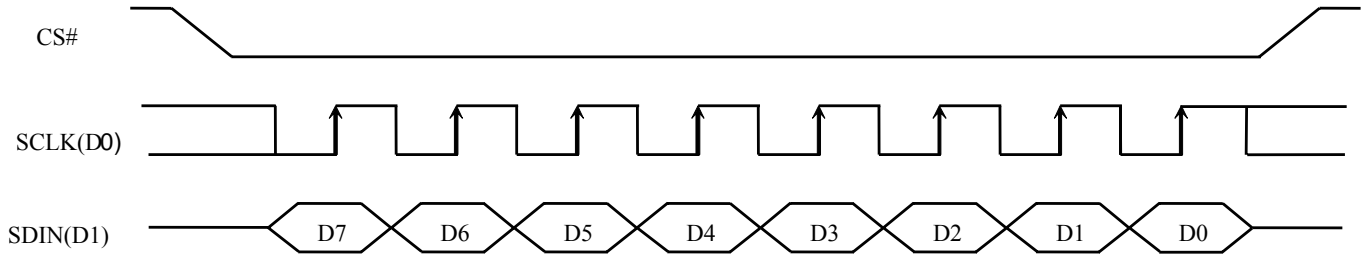 CS#
SCLK(D0)
SDIN(D1)
D7 D6 D5 D4 D3 D2 D1 D0